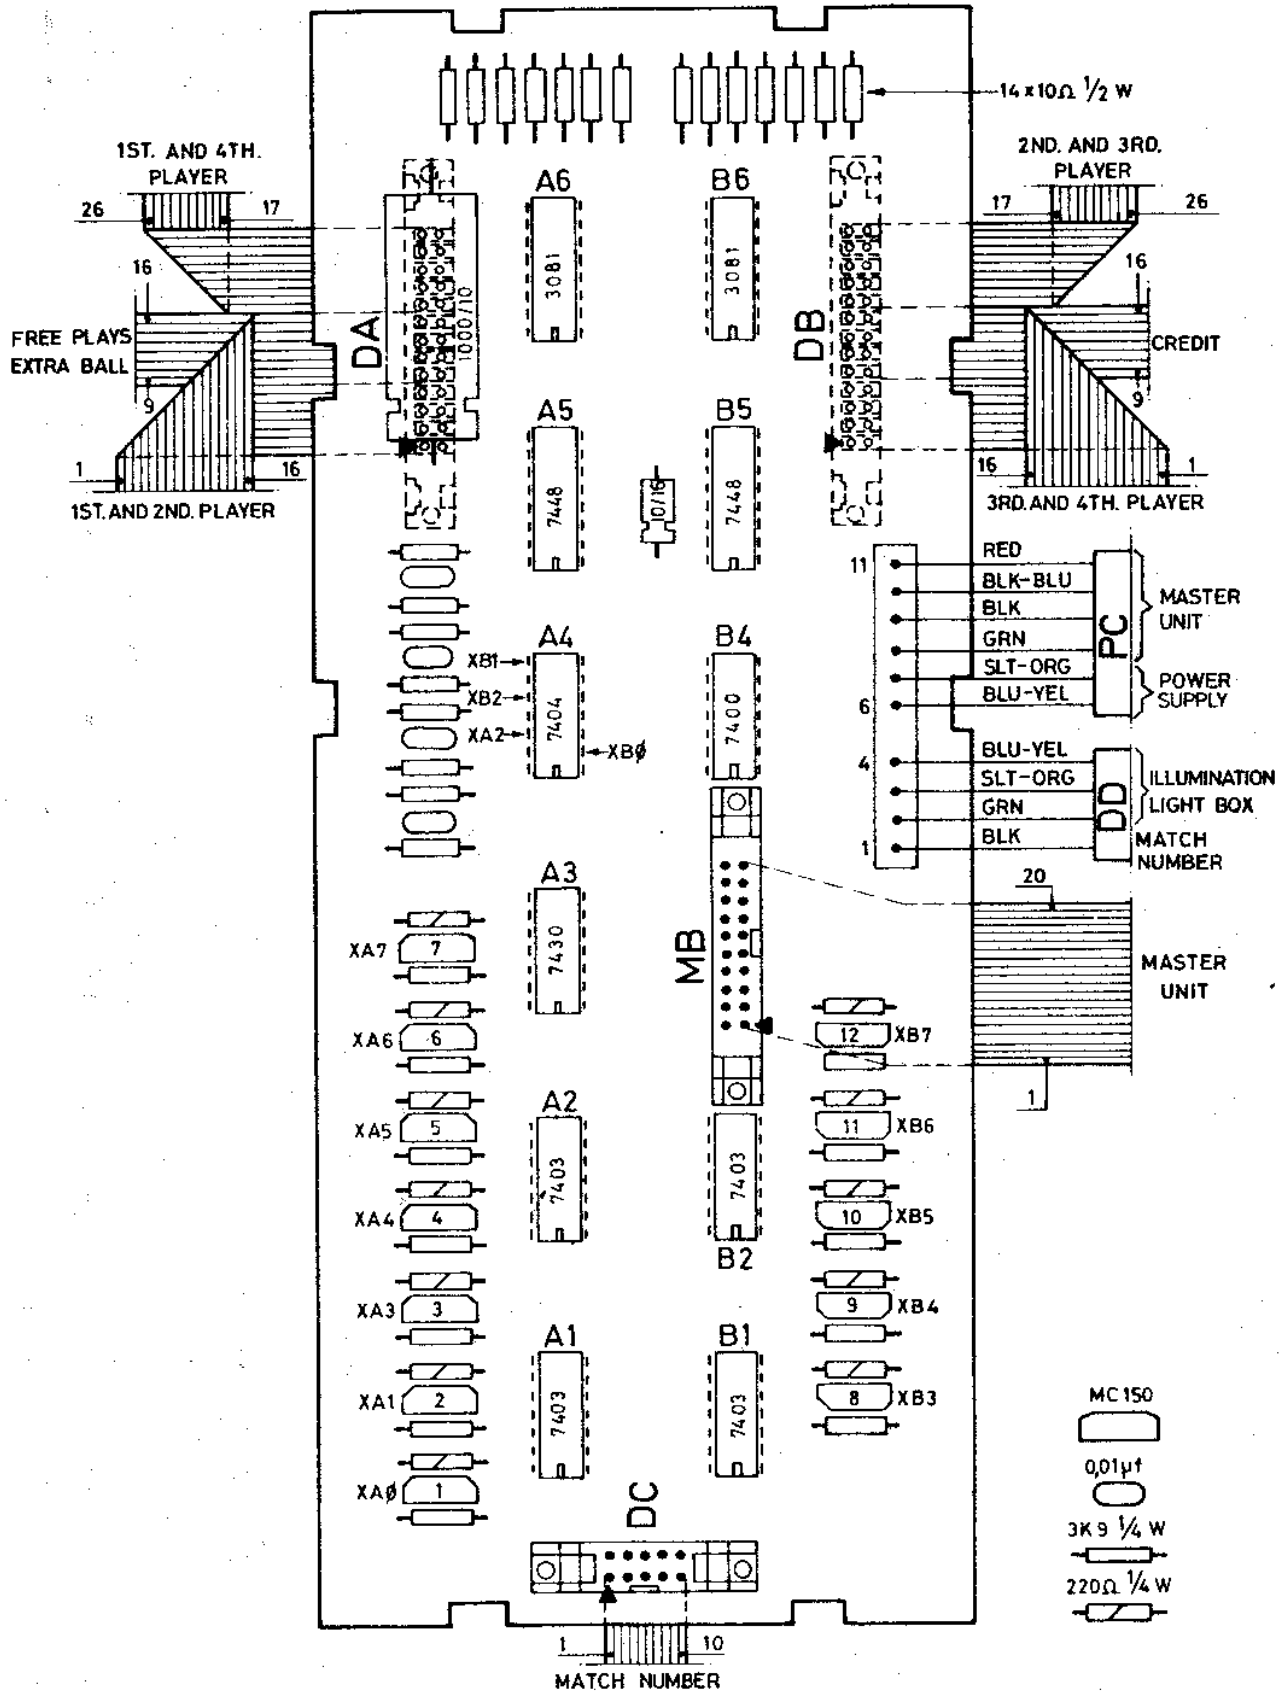 14×10Ω 1/2 W
1ST. AND 4TH.
PLAYER
26
17
2ND. AND 3RD.
PLAYER
17
26
A6
B6
3081
3081
DA
1000/10
DB
16
FREE PLAYS
EXTRA BALL
9
16
CREDIT
9
1
16
1ST. AND 2ND. PLAYER
16
1
3RD. AND 4TH. PLAYER
A5
B5
7448
10/16
7448
11
RED
BLK-BLU
BLK
GRN
SLT-ORG
6
BLU-YEL
PC
MASTER
UNIT
POWER
SUPPLY
A4
B4
XB1
XB2
XA2
XBØ
7404
7400
4
BLU-YEL
SLT-ORG
GRN
1
BLK
DD
ILLUMINATION
LIGHT BOX
MATCH
NUMBER
A3
7430
MB
20
MASTER
UNIT
1
XA7
7
XA6
6
XA5
5
XA4
4
XA3
3
XA1
2
XAØ
1
12
XB7
11
XB6
10
XB5
9
XB4
8
XB3
A2
7403
7403
B2
A1
B1
7403
7403
DC
1
10
MATCH NUMBER
MC150
0,01µf
3K9 1/4 W
220Ω 1/4 W